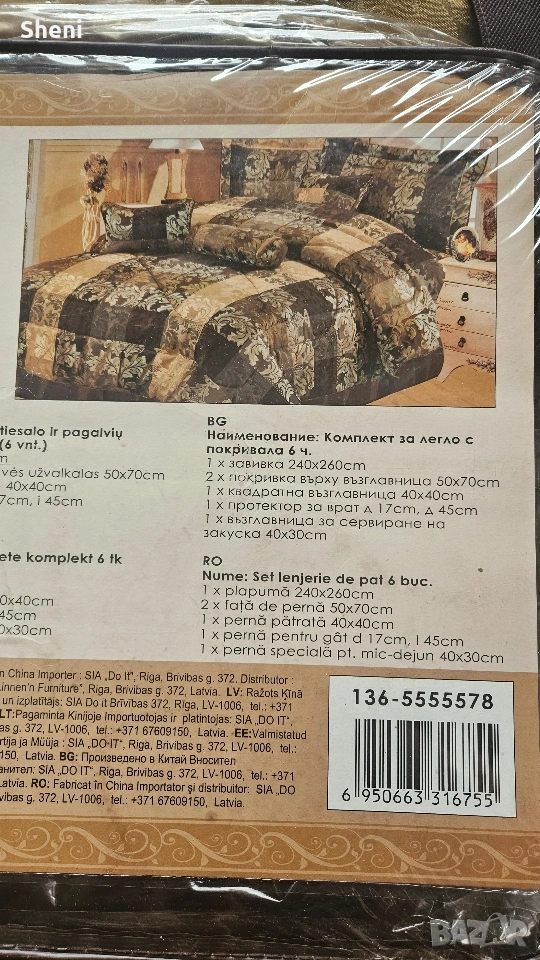 Sheni
tiesalo ir pagalvių
(6 vnt.)
m
vės užvalkalas 50x70cm
40x40cm
7cm, i 45cm
BG
Наименование: Комплект за легло с
покривала 6 ч.
1 x завивка 240x260cm
2 x покривка върху възглавница 50x70cm
1 x квадратна възглавница 40x40cm
1 x протектор за врат д 17cm, д 45cm
1 x възглавница за сервиране на
закуска 40x30cm
ete komplekt 6 tk
0x40cm
45cm
0x30cm
RO
Nume: Set lenjerie de pat 6 buc.
1 x plapumă 240x260cm
2 x față de pernă 50x70cm
1 x pernă pătrată 40x40cm
1 x pernă pentru gât d 17cm, l 45cm
1 x pernă specială pt. mic-dejun 40x30cm
n China Importer : SIA „Do It", Riga, Brivibas g. 372. Distributor :
Linnen'n Furniture", Riga, Brivibas g. 372, Latvia. LV: Ražots Ķīnā
un izplatītājs: SIA Do it Brīvības 372, Rīga, LV-1006,
LT:Pagaminta Kinijoje Importuotojas ir platintojas: SIA „DO IT",
as g. 372, LV-1006, tel.: +371 67609150, Latvia. EE:Valmistatud
rtija ja Müüja : SIA „DO IT", Riga, Brivibas g. 372, LV-1006, tel.: +371
150, Latvia. BG: Произведено в Китай Вносител
анител: SIA „DO IT", Riga, Brivibas g. 372, LV-1006, tel.: +371
Latvia. RO: Fabricat în China Importator și distribuitor: SIA „DO
vibas g. 372, LV-1006, tel.: +371 67609150, Latvia.
136-5555578
6 950663 316755
BAZAR